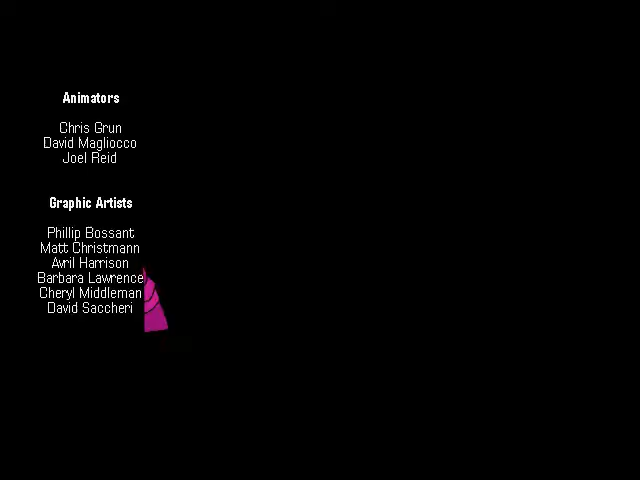 Animators
Chris Grun
David Magliocco
Joel Reid
Graphic Artists
Phillip Bossant
Matt Christmann
Avril Harrison
Barbara Lawrence
Cheryl Middleman
David Saccheri